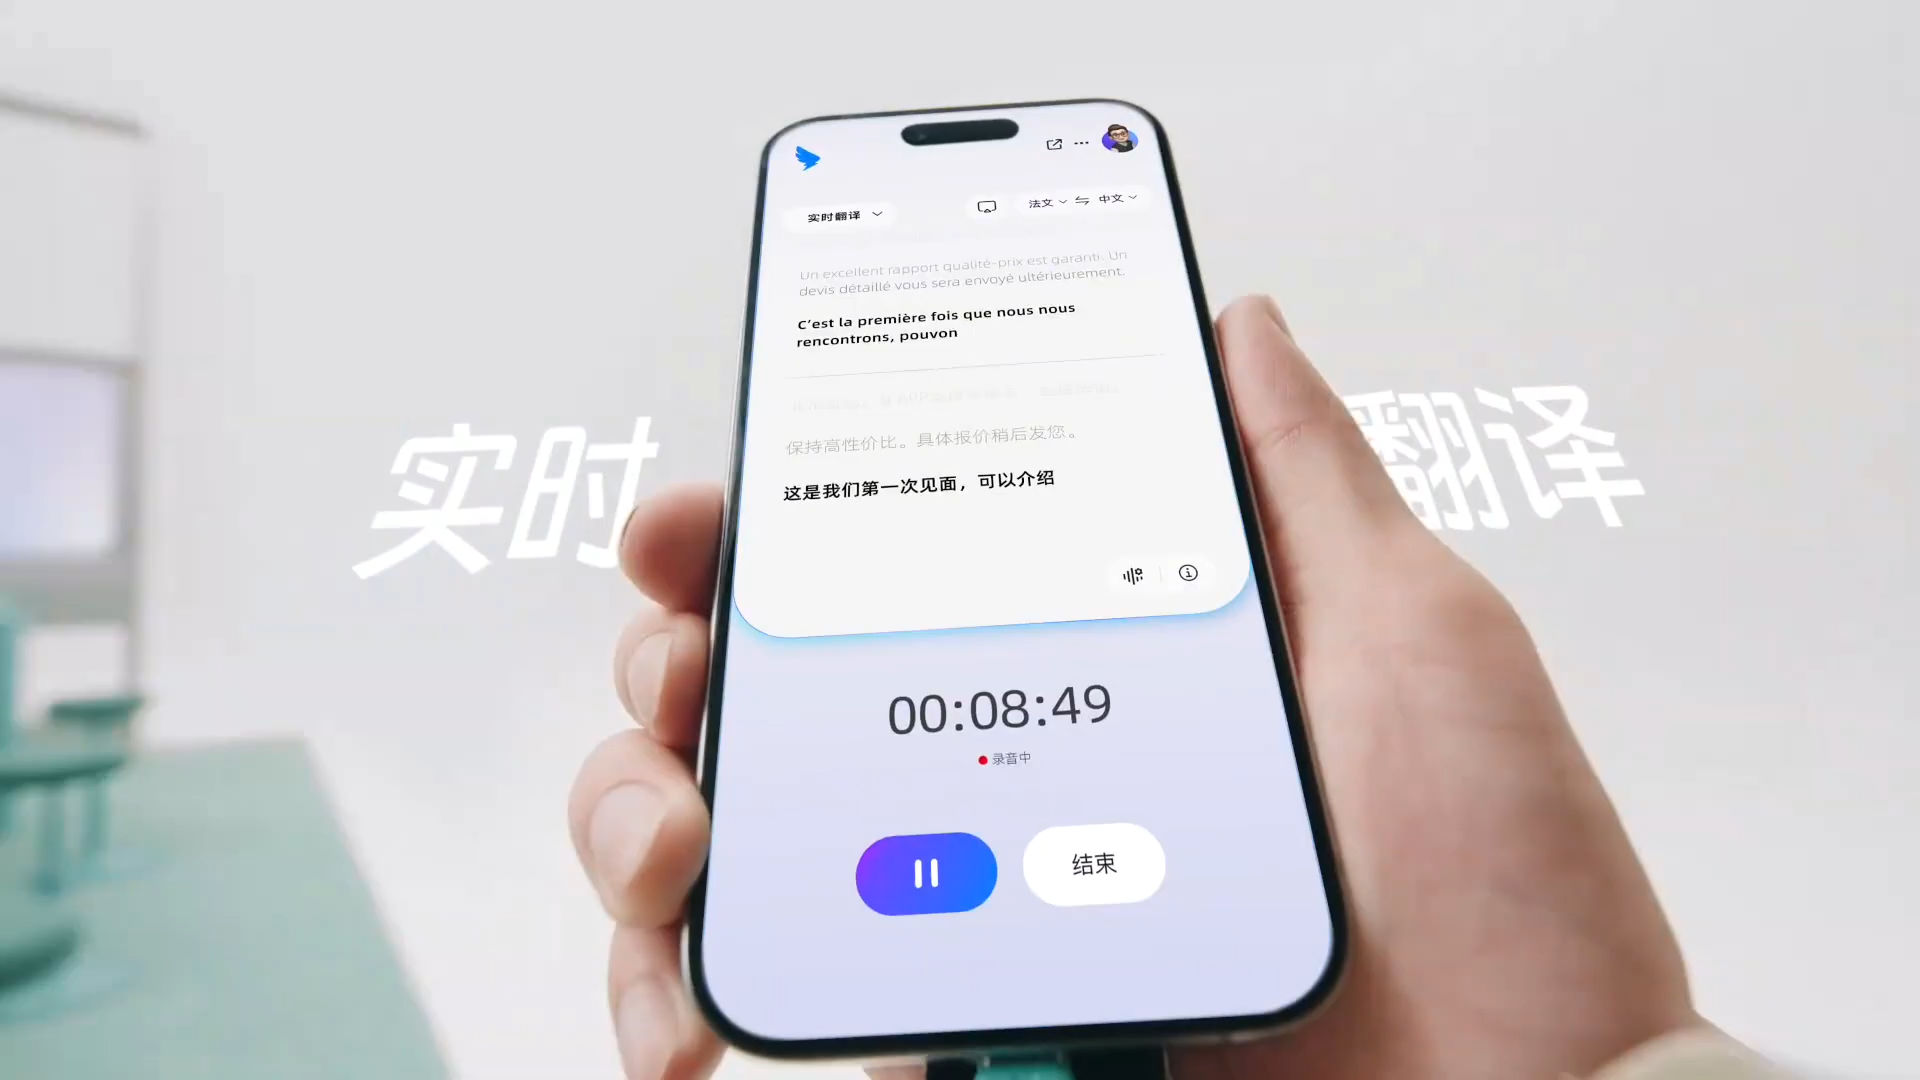 实时翻译
法文 中文
Un excellent rapport qualité-prix est garanti. Un
devis détaillé vous sera envoyé ultérieurement.
C'est la première fois que nous nous
rencontrons, pouvon
保持高性价比。具体报价稍后发您。
这是我们第一次见面，可以介绍
实时 翻译
00:08:49
录音中
结束